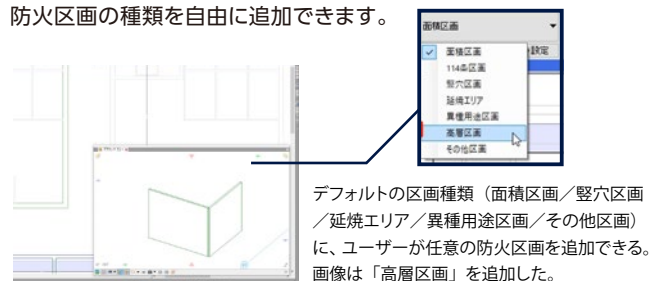 防火区画の種類を自由に追加できます。
面積区画
面積区画
114条区画
竪穴区画
延焼エリア
異種用途区画
高層区画
その他区画
設定
デフォルトの区画種類（面積区画／竪穴区画
／延焼エリア／異種用途区画／その他区画）
に、ユーザーが任意の防火区画を追加できる。
画像は「高層区画」を追加した。